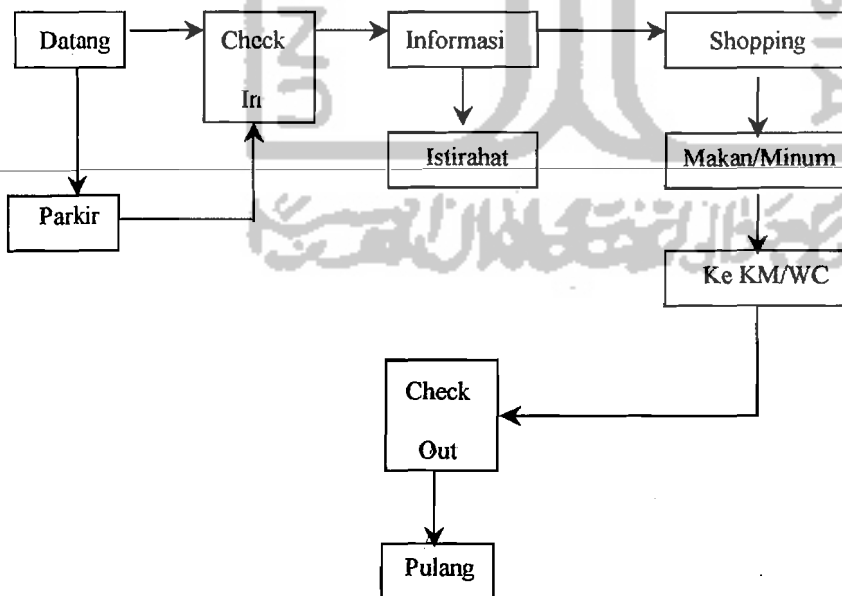 Datang
Check
In
Informasi
Shopping
Istirahat
Makan/Minum
Parkir
Ke KM/WC
Check
Out
Pulang